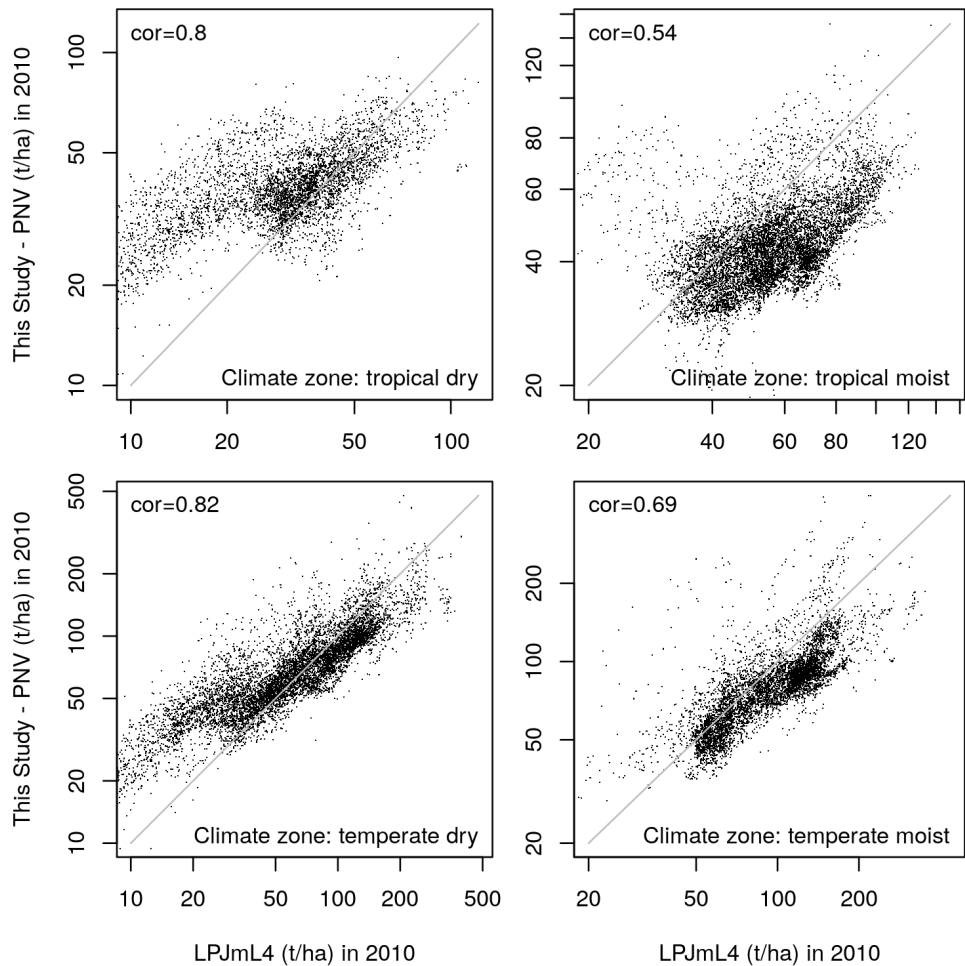 cor=0.8
Climate zone: tropical dry
This Study - PNV (t/ha) in 2010
10 20 50 100
10 20 50 100
cor=0.54
Climate zone: tropical moist
20 40 60 80 120
20 40 60 80 120
cor=0.82
Climate zone: temperate dry
This Study - PNV (t/ha) in 2010
10 20 50 100 200 500
10 20 50 100 200 500
LPJmL4 (t/ha) in 2010
cor=0.69
Climate zone: temperate moist
20 50 100 200
20 50 100 200
LPJmL4 (t/ha) in 2010